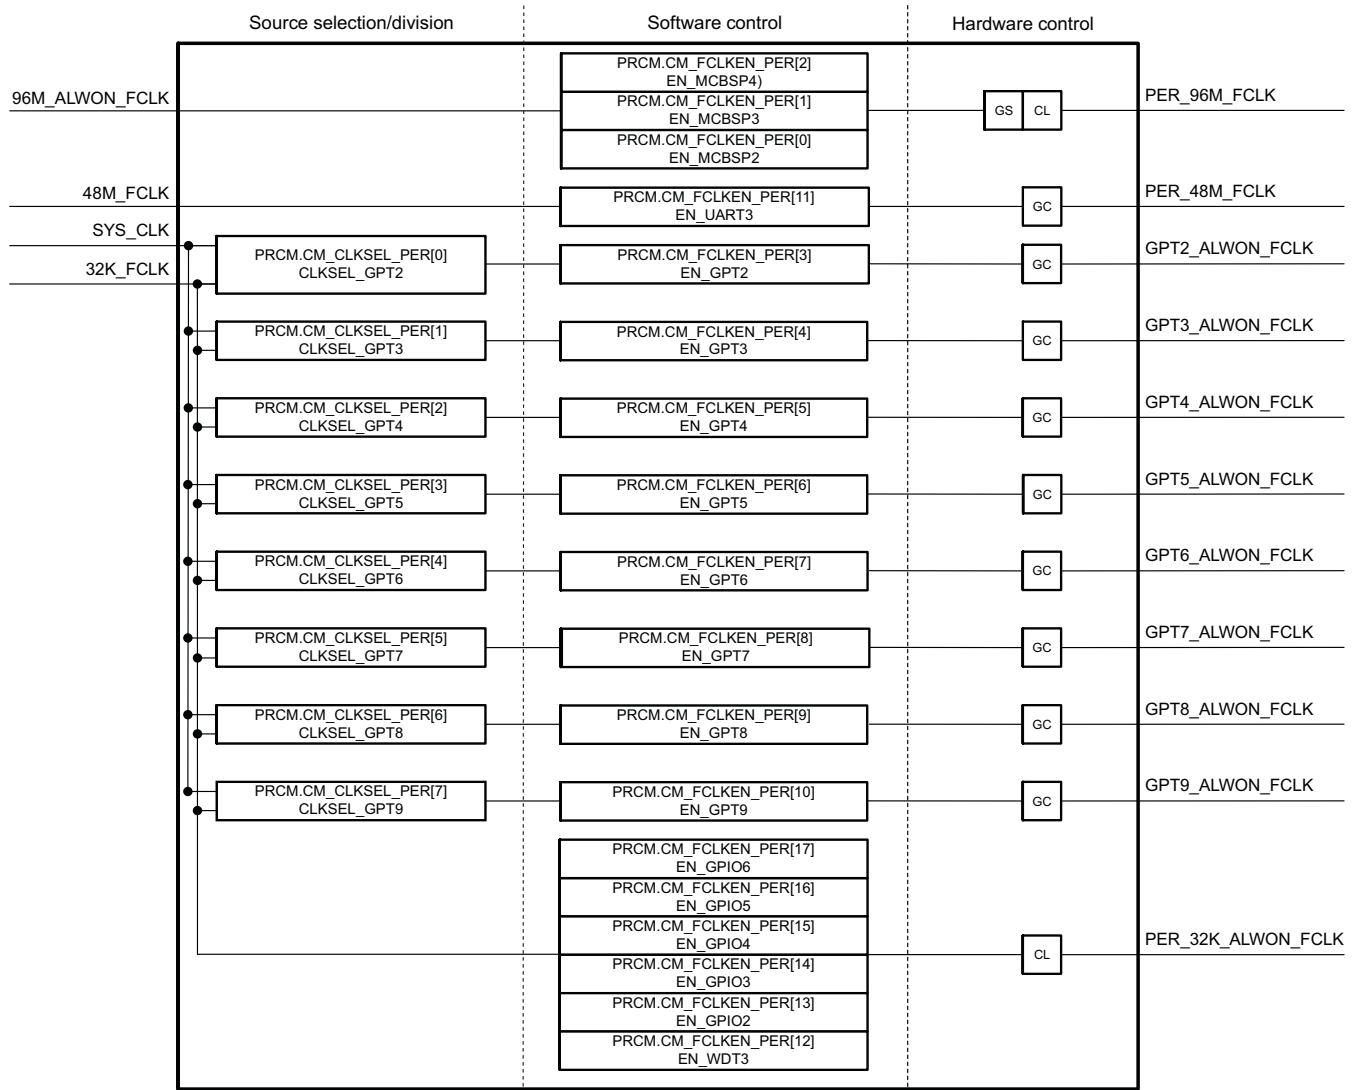 Source selection/division
Software control
Hardware control
PRCM.CM_FCLKEN_PER[2]
EN_MCBSP4)
96M_ALWON_FCLK
PRCM.CM_FCLKEN_PER[1]
EN_MCBSP3
GS
CL
PER_96M_FCLK
PRCM.CM_FCLKEN_PER[0]
EN_MCBSP2
48M_FCLK
PRCM.CM_FCLKEN_PER[11]
EN_UART3
GC
PER_48M_FCLK
SYS_CLK
32K_FCLK
PRCM.CM_CLKSEL_PER[0]
CLKSEL_GPT2
PRCM.CM_FCLKEN_PER[3]
EN_GPT2
GC
GPT2_ALWON_FCLK
PRCM.CM_CLKSEL_PER[1]
CLKSEL_GPT3
PRCM.CM_FCLKEN_PER[4]
EN_GPT3
GC
GPT3_ALWON_FCLK
PRCM.CM_CLKSEL_PER[2]
CLKSEL_GPT4
PRCM.CM_FCLKEN_PER[5]
EN_GPT4
GC
GPT4_ALWON_FCLK
PRCM.CM_CLKSEL_PER[3]
CLKSEL_GPT5
PRCM.CM_FCLKEN_PER[6]
EN_GPT5
GC
GPT5_ALWON_FCLK
PRCM.CM_CLKSEL_PER[4]
CLKSEL_GPT6
PRCM.CM_FCLKEN_PER[7]
EN_GPT6
GC
GPT6_ALWON_FCLK
PRCM.CM_CLKSEL_PER[5]
CLKSEL_GPT7
PRCM.CM_FCLKEN_PER[8]
EN_GPT7
GC
GPT7_ALWON_FCLK
PRCM.CM_CLKSEL_PER[6]
CLKSEL_GPT8
PRCM.CM_FCLKEN_PER[9]
EN_GPT8
GC
GPT8_ALWON_FCLK
PRCM.CM_CLKSEL_PER[7]
CLKSEL_GPT9
PRCM.CM_FCLKEN_PER[10]
EN_GPT9
GC
GPT9_ALWON_FCLK
PRCM.CM_FCLKEN_PER[17]
EN_GPIO6
PRCM.CM_FCLKEN_PER[16]
EN_GPIO5
PRCM.CM_FCLKEN_PER[15]
EN_GPIO4
PRCM.CM_FCLKEN_PER[14]
EN_GPIO3
PRCM.CM_FCLKEN_PER[13]
EN_GPIO2
PRCM.CM_FCLKEN_PER[12]
EN_WDT3
CL
PER_32K_ALWON_FCLK